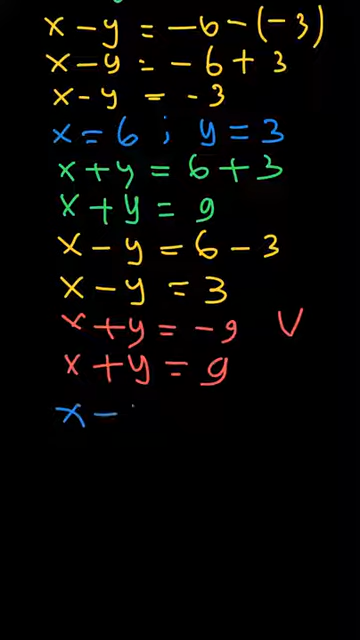 x - y = -6 - (-3)
x - y = -6 + 3
x - y = -3
x = 6 ; y = 3
x + y = 6 + 3
x + y = 9
x - y = 6 - 3
x - y = 3
x + y = -9 V
x + y = 9
x -